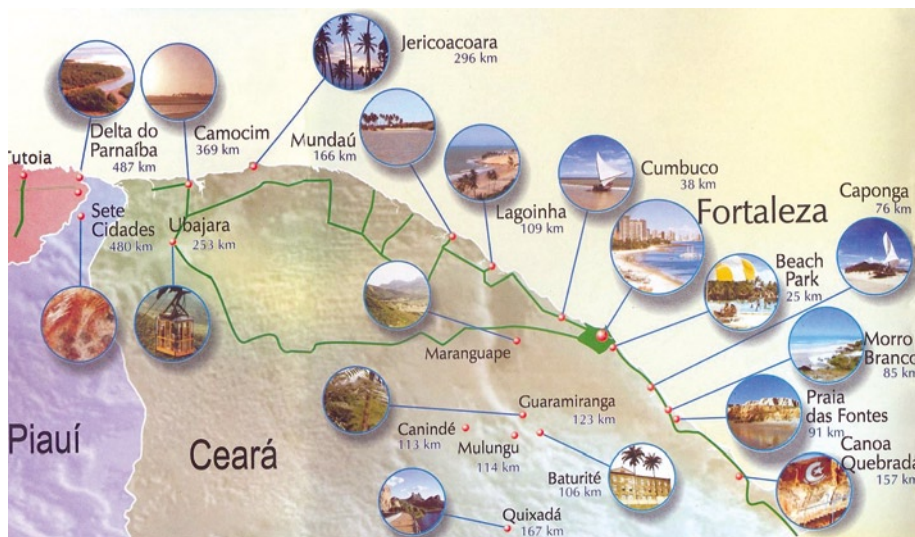 Jericoacoara
296 km
Delta do
Parnaíba
487 km
Camocim
369 km
Mundaú
166 km
Cumbuco
38 km
Caponga
76 km
Tutoia
Lagoinha
109 km
Fortaleza
Sete
Cidades
480 km
Ubajara
253 km
Beach
Park
25 km
Maranguape
Morro
Branco
85 km
Guaramiranga
123 km
Praia
das Fontes
91 km
Canindé
113 km
Mulungu
114 km
Piauí
Ceará
Baturité
106 km
Canoa
Quebrada
157 km
Quixadá
167 km